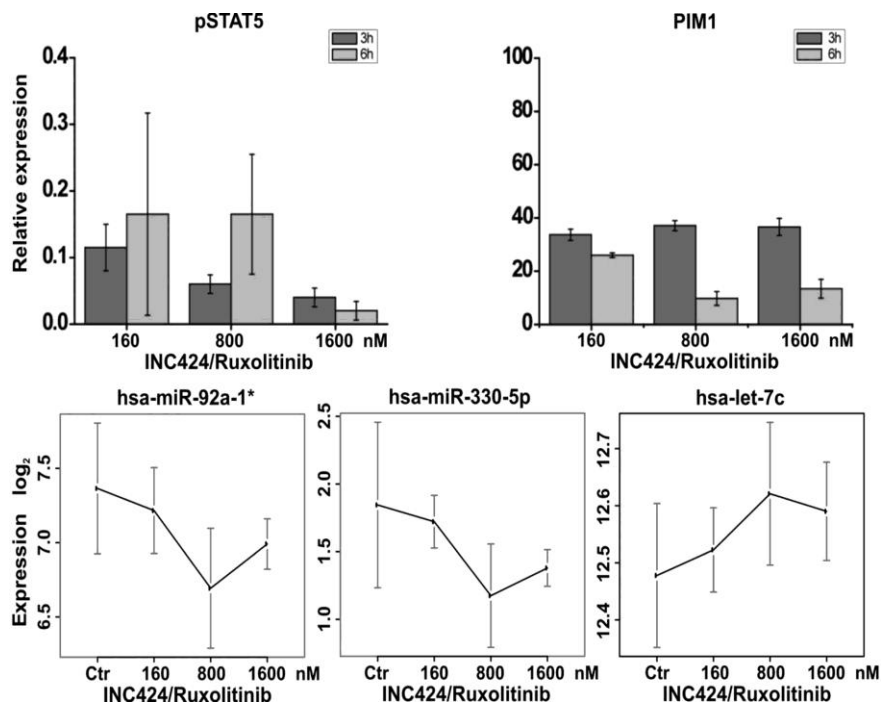 pSTAT5
3h
6h
Relative expression
0.4
0.3
0.2
0.1
0.0
160
800
1600 nM
INC424/Ruxolitinib
PIM1
3h
6h
100
80
60
40
20
0
160
800
1600 nM
INC424/Ruxolitinib
hsa-miR-92a-1*
Expression log₂
7.5
7.0
6.5
Ctr 160 800 1600 nM
INC424/Ruxolitinib
hsa-miR-330-5p
2.5
2.0
1.5
1.0
Ctr 160 800 1600 nM
INC424/Ruxolitinib
hsa-let-7c
12.7
12.6
12.5
12.4
Ctr 160 800 1600 nM
INC424/Ruxolitinib